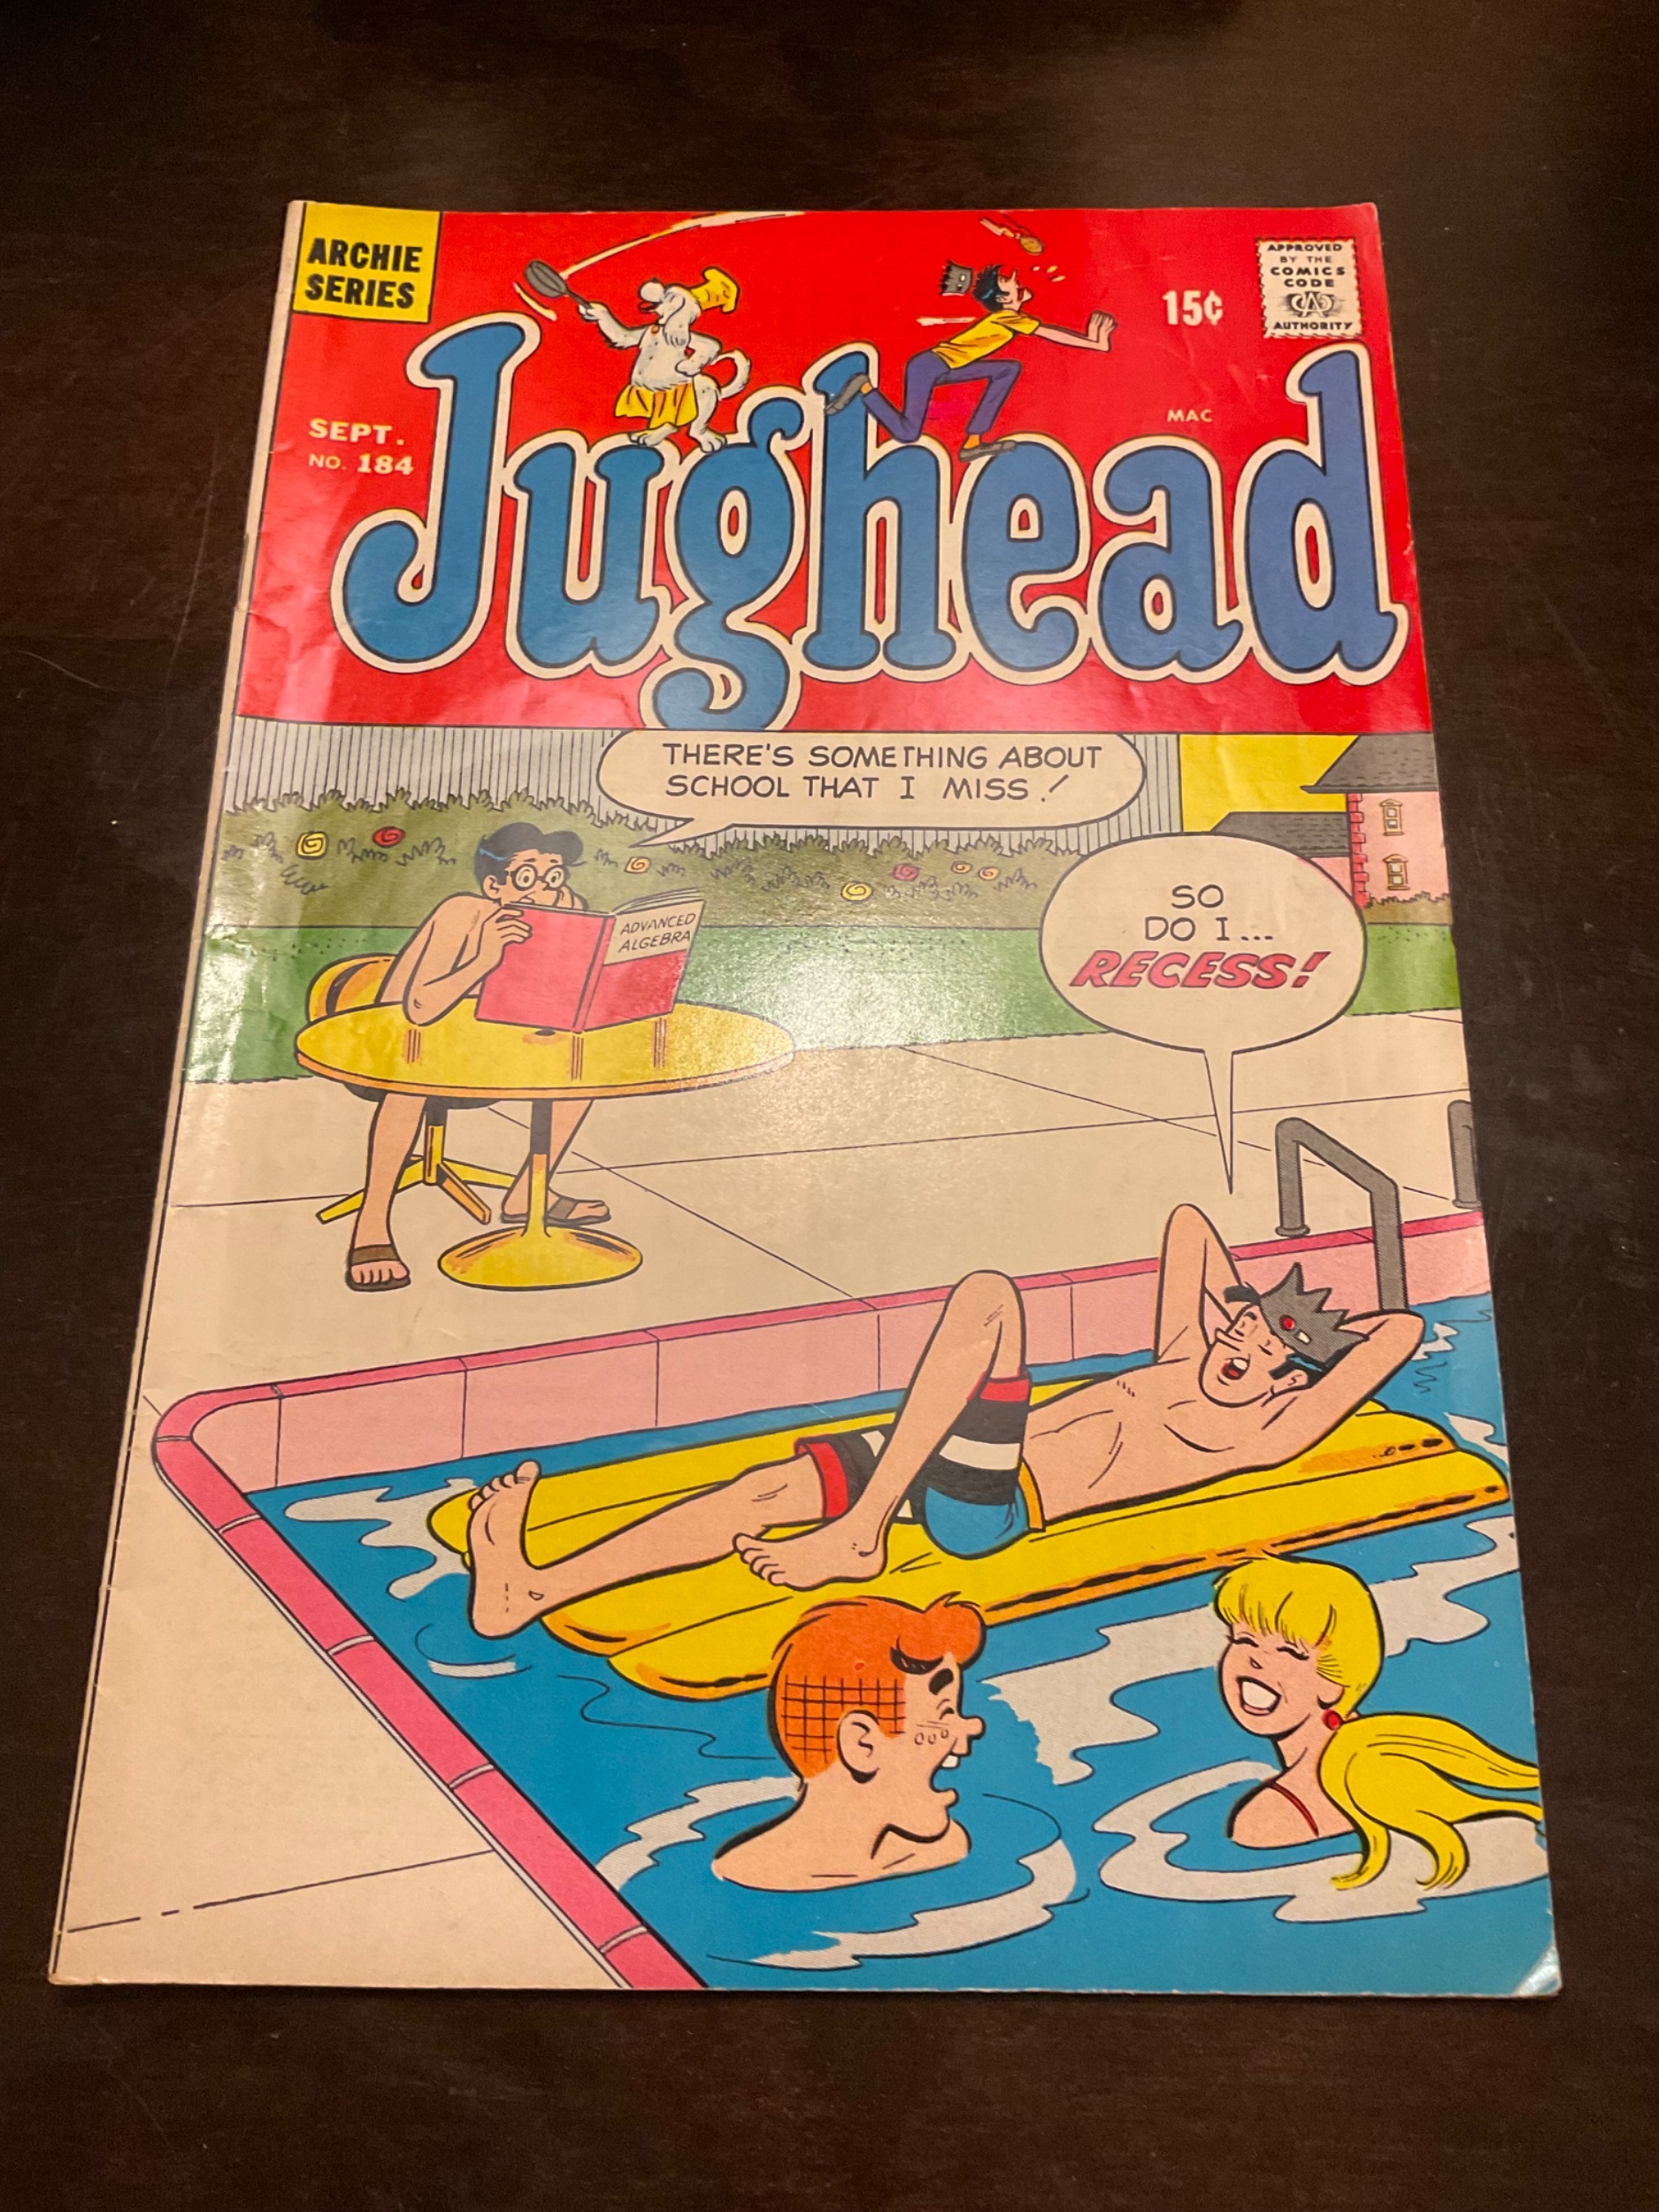 ARCHIE
SERIES
15¢
APPROVED
BY THE
COMICS
CODE
CA
AUTHORITY
SEPT.
NO. 184
MAC
Jughead
THERE'S SOMETHING ABOUT
SCHOOL THAT I MISS!
ADVANCED
ALGEBRA
SO
DO I...
RECESS!